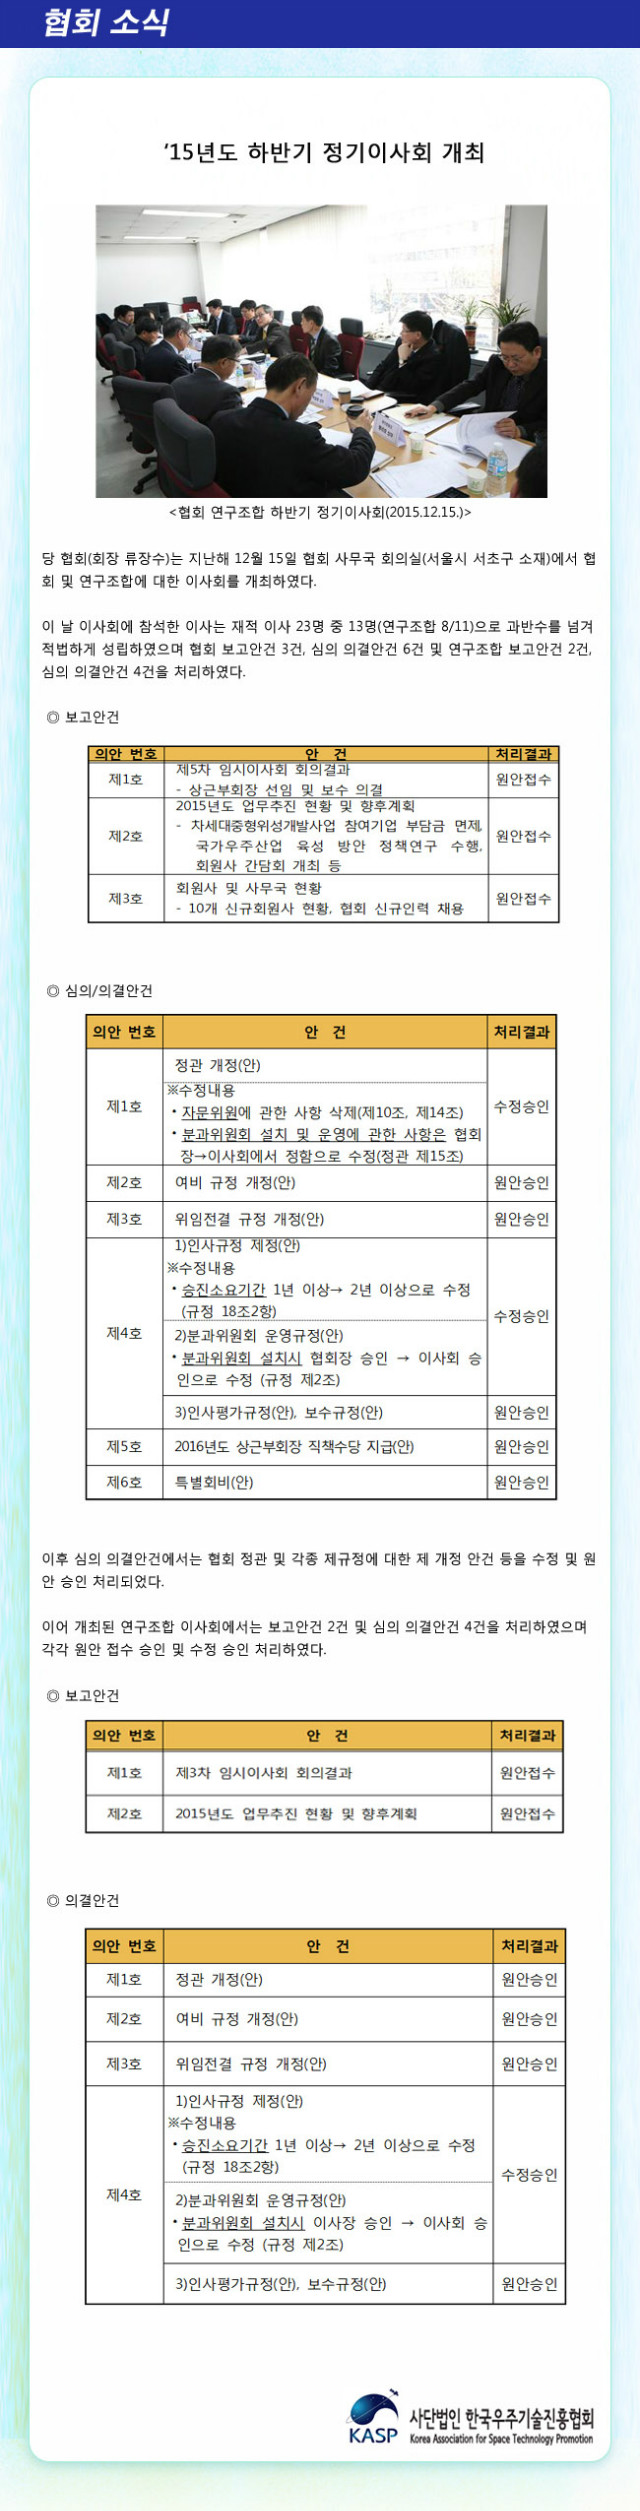 협회 소식
‘15년도 하반기 정기이사회 개최
<협회 연구조합 하반기 정기이사회(2015.12.15.)>
당 협회(회장 류장수)는 지난해 12월 15일 협회 사무국 회의실(서울시 서초구 소재)에서 협
회 및 연구조합에 대한 이사회를 개최하였다.
이 날 이사회에 참석한 이사는 재적 이사 23명 중 13명(연구조합 8/11)으로 과반수를 넘겨
적법하게 성립하였으며 협회 보고안건 3건, 심의 의결안건 6건 및 연구조합 보고안건 2건,
심의 의결안건 4건을 처리하였다.
◎ 보고안건
의안 번호 안 건 처리결과
제1호 제5차 임시이사회 회의결과 원안접수
- 상근부회장 선임 및 보수 의결
제2호 2015년도 업무추진 현황 및 향후계획 원안접수
- 차세대중형위성개발사업 참여기업 부담금 면제,
국가우주산업 육성 방안 정책연구 수행,
회원사 간담회 개최 등
제3호 회원사 및 사무국 현황 원안접수
- 10개 신규회원사 현황, 협회 신규인력 채용
◎ 심의/의결안건
의안 번호 안 건 처리결과
제1호 정관 개정(안) 수정승인
※수정내용
• 자문위원에 관한 사항 삭제(제10조, 제14조)
• 분과위원회 설치 및 운영에 관한 사항은 협회
장→이사회에서 정함으로 수정(정관 제15조)
제2호 여비 규정 개정(안) 원안승인
제3호 위임전결 규정 개정(안) 원안승인
제4호 1)인사규정 제정(안) 수정승인
※수정내용
• 승진소요기간 1년 이상→ 2년 이상으로 수정
(규정 18조2항)
2)분과위원회 운영규정(안)
• 분과위원회 설치시 협회장 승인 → 이사회 승
인으로 수정 (규정 제2조)
3)인사평가규정(안), 보수규정(안) 원안승인
제5호 2016년도 상근부회장 직책수당 지급(안) 원안승인
제6호 특별회비(안) 원안승인
이후 심의 의결안건에서는 협회 정관 및 각종 제규정에 대한 제 개정 안건 등을 수정 및 원
안 승인 처리되었다.
이어 개최된 연구조합 이사회에서는 보고안건 2건 및 심의 의결안건 4건을 처리하였으며
각각 원안 접수 승인 및 수정 승인 처리하였다.
◎ 보고안건
의안 번호 안 건 처리결과
제1호 제3차 임시이사회 회의결과 원안접수
제2호 2015년도 업무추진 현황 및 향후계획 원안접수
◎ 의결안건
의안 번호 안 건 처리결과
제1호 정관 개정(안) 원안승인
제2호 여비 규정 개정(안) 원안승인
제3호 위임전결 규정 개정(안) 원안승인
제4호 1)인사규정 제정(안) 수정승인
※수정내용
• 승진소요기간 1년 이상→ 2년 이상으로 수정
(규정 18조2항)
2)분과위원회 운영규정(안)
• 분과위원회 설치시 이사장 승인 → 이사회 승
인으로 수정 (규정 제2조)
3)인사평가규정(안), 보수규정(안) 원안승인
KASP 사단법인 한국우주기술진흥협회
Korea Association for Space Technology Promotion